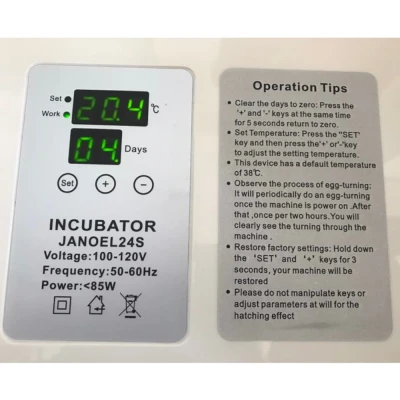 Set
20.4 °C
Work
04. Days
Set + −
INCUBATOR
JANOEL24S
Voltage:100-120V
Frequency:50-60Hz
Power:<85W
Operation Tips
• Clear the days to zero: Press the
'+' and '-' keys at the same time
for 5 seconds return to zero.
• Set Temperature: Press the "SET'
key and then press the'+' or'-'key
to adjust the setting temperature.
• This device has a default temperature
of 38℃.
• Observe the process of egg-turning:
It will periodically do an egg-turning
once the machine is power on .After
that ,once per two hours.You will
clearly see the turning through the
machine .
• Restore factory settings: Hold down
the 'SET' and '+' keys for 3
seconds, your machine will be
restored
• Please do not manipulate keys or
adjust parameters at will for the
hatching effect